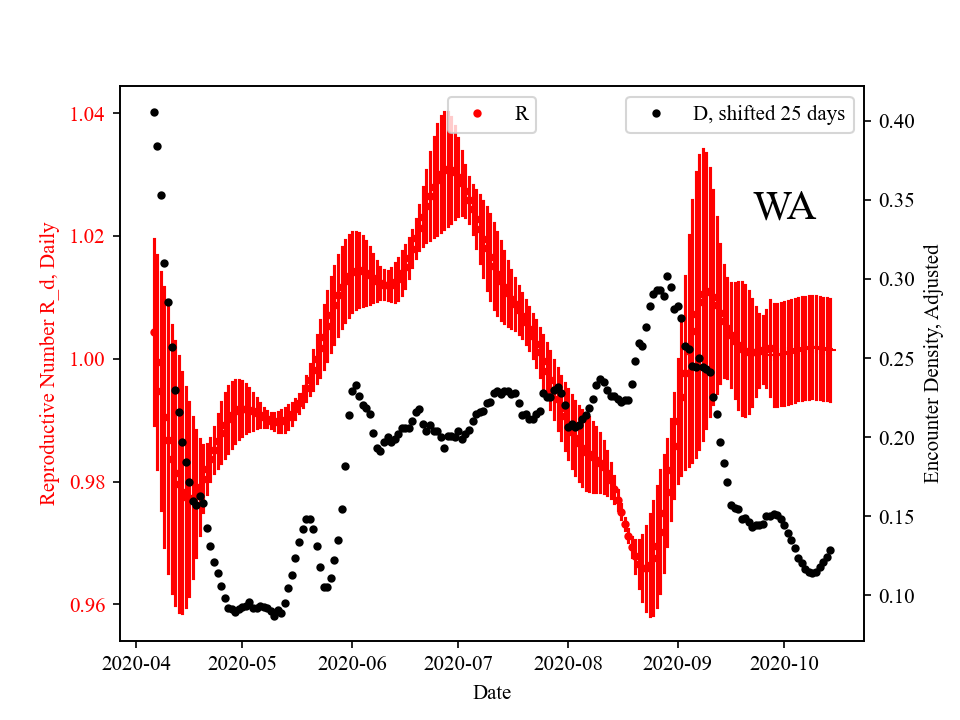 R
D, shifted 25 days
WA
1.04
1.02
1.00
0.98
0.96
Reproductive Number R_d, Daily
0.40
0.35
0.30
0.25
0.20
0.15
0.10
Encounter Density, Adjusted
2020-04 2020-05 2020-06 2020-07 2020-08 2020-09 2020-10
Date